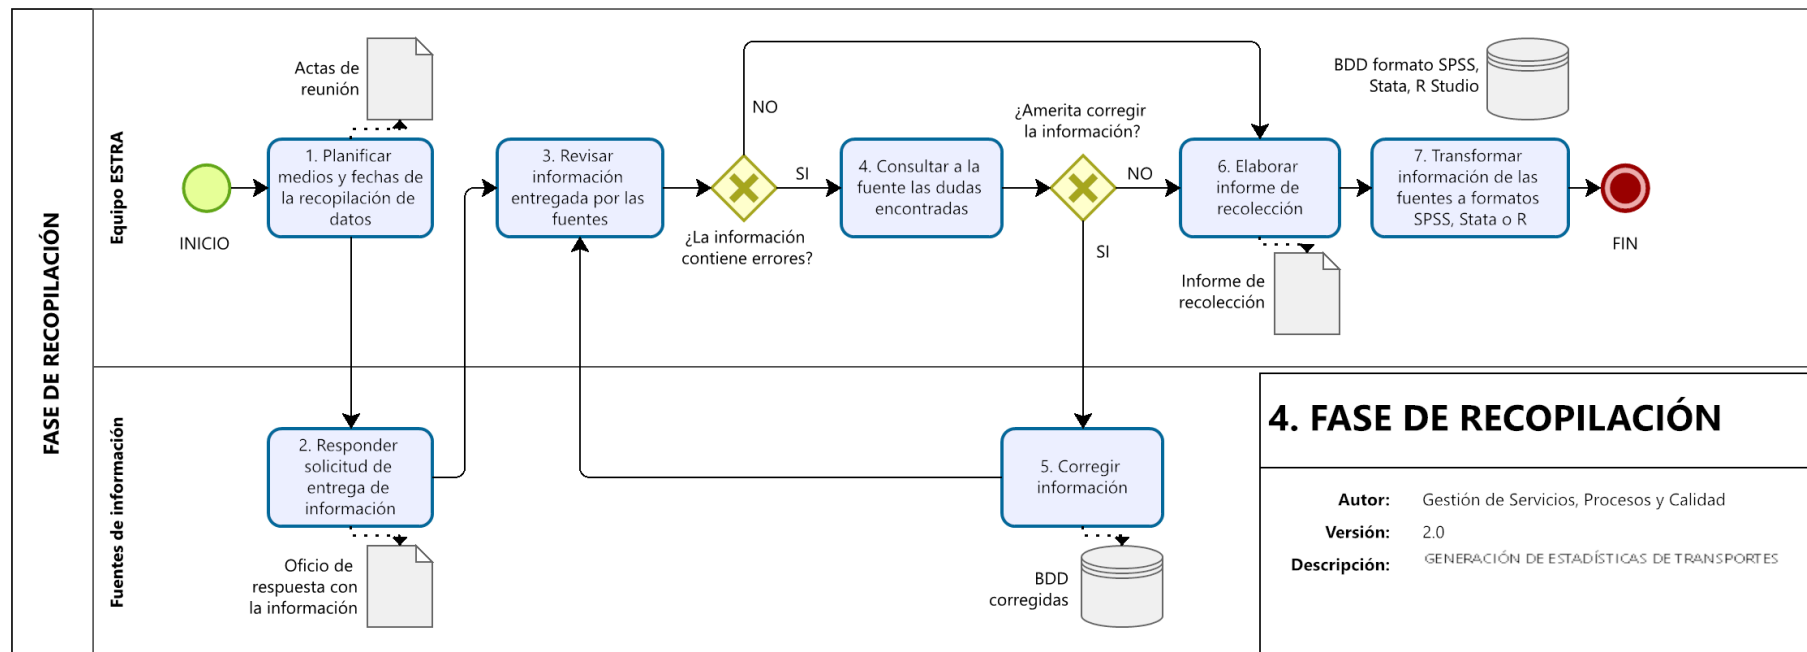 FASE DE RECOPILACIÓN
Equipo ESTRA
INICIO
Actas de
reunión
1. Planificar
medios y fechas de
la recopilación de
datos
3. Revisar
información
entregada por las
fuentes
NO
SI
¿La información
contiene errores?
4. Consultar a la
fuente las dudas
encontradas
¿Amerita corregir
la información?
NO
SI
6. Elaborar
informe de
recolección
Informe de
recolección
BDD formato SPSS,
Stata, R Studio
7. Transformar
información de las
fuentes a formatos
SPSS, Stata o R
FIN
Fuentes de información
2. Responder
solicitud de
entrega de
información
Oficio de
respuesta con
la información
5. Corregir
información
BDD
corregidas
4. FASE DE RECOPILACIÓN
Autor: Gestión de Servicios, Procesos y Calidad
Versión: 2.0
Descripción: GENERACIÓN DE ESTADÍSTICAS DE TRANSPORTES